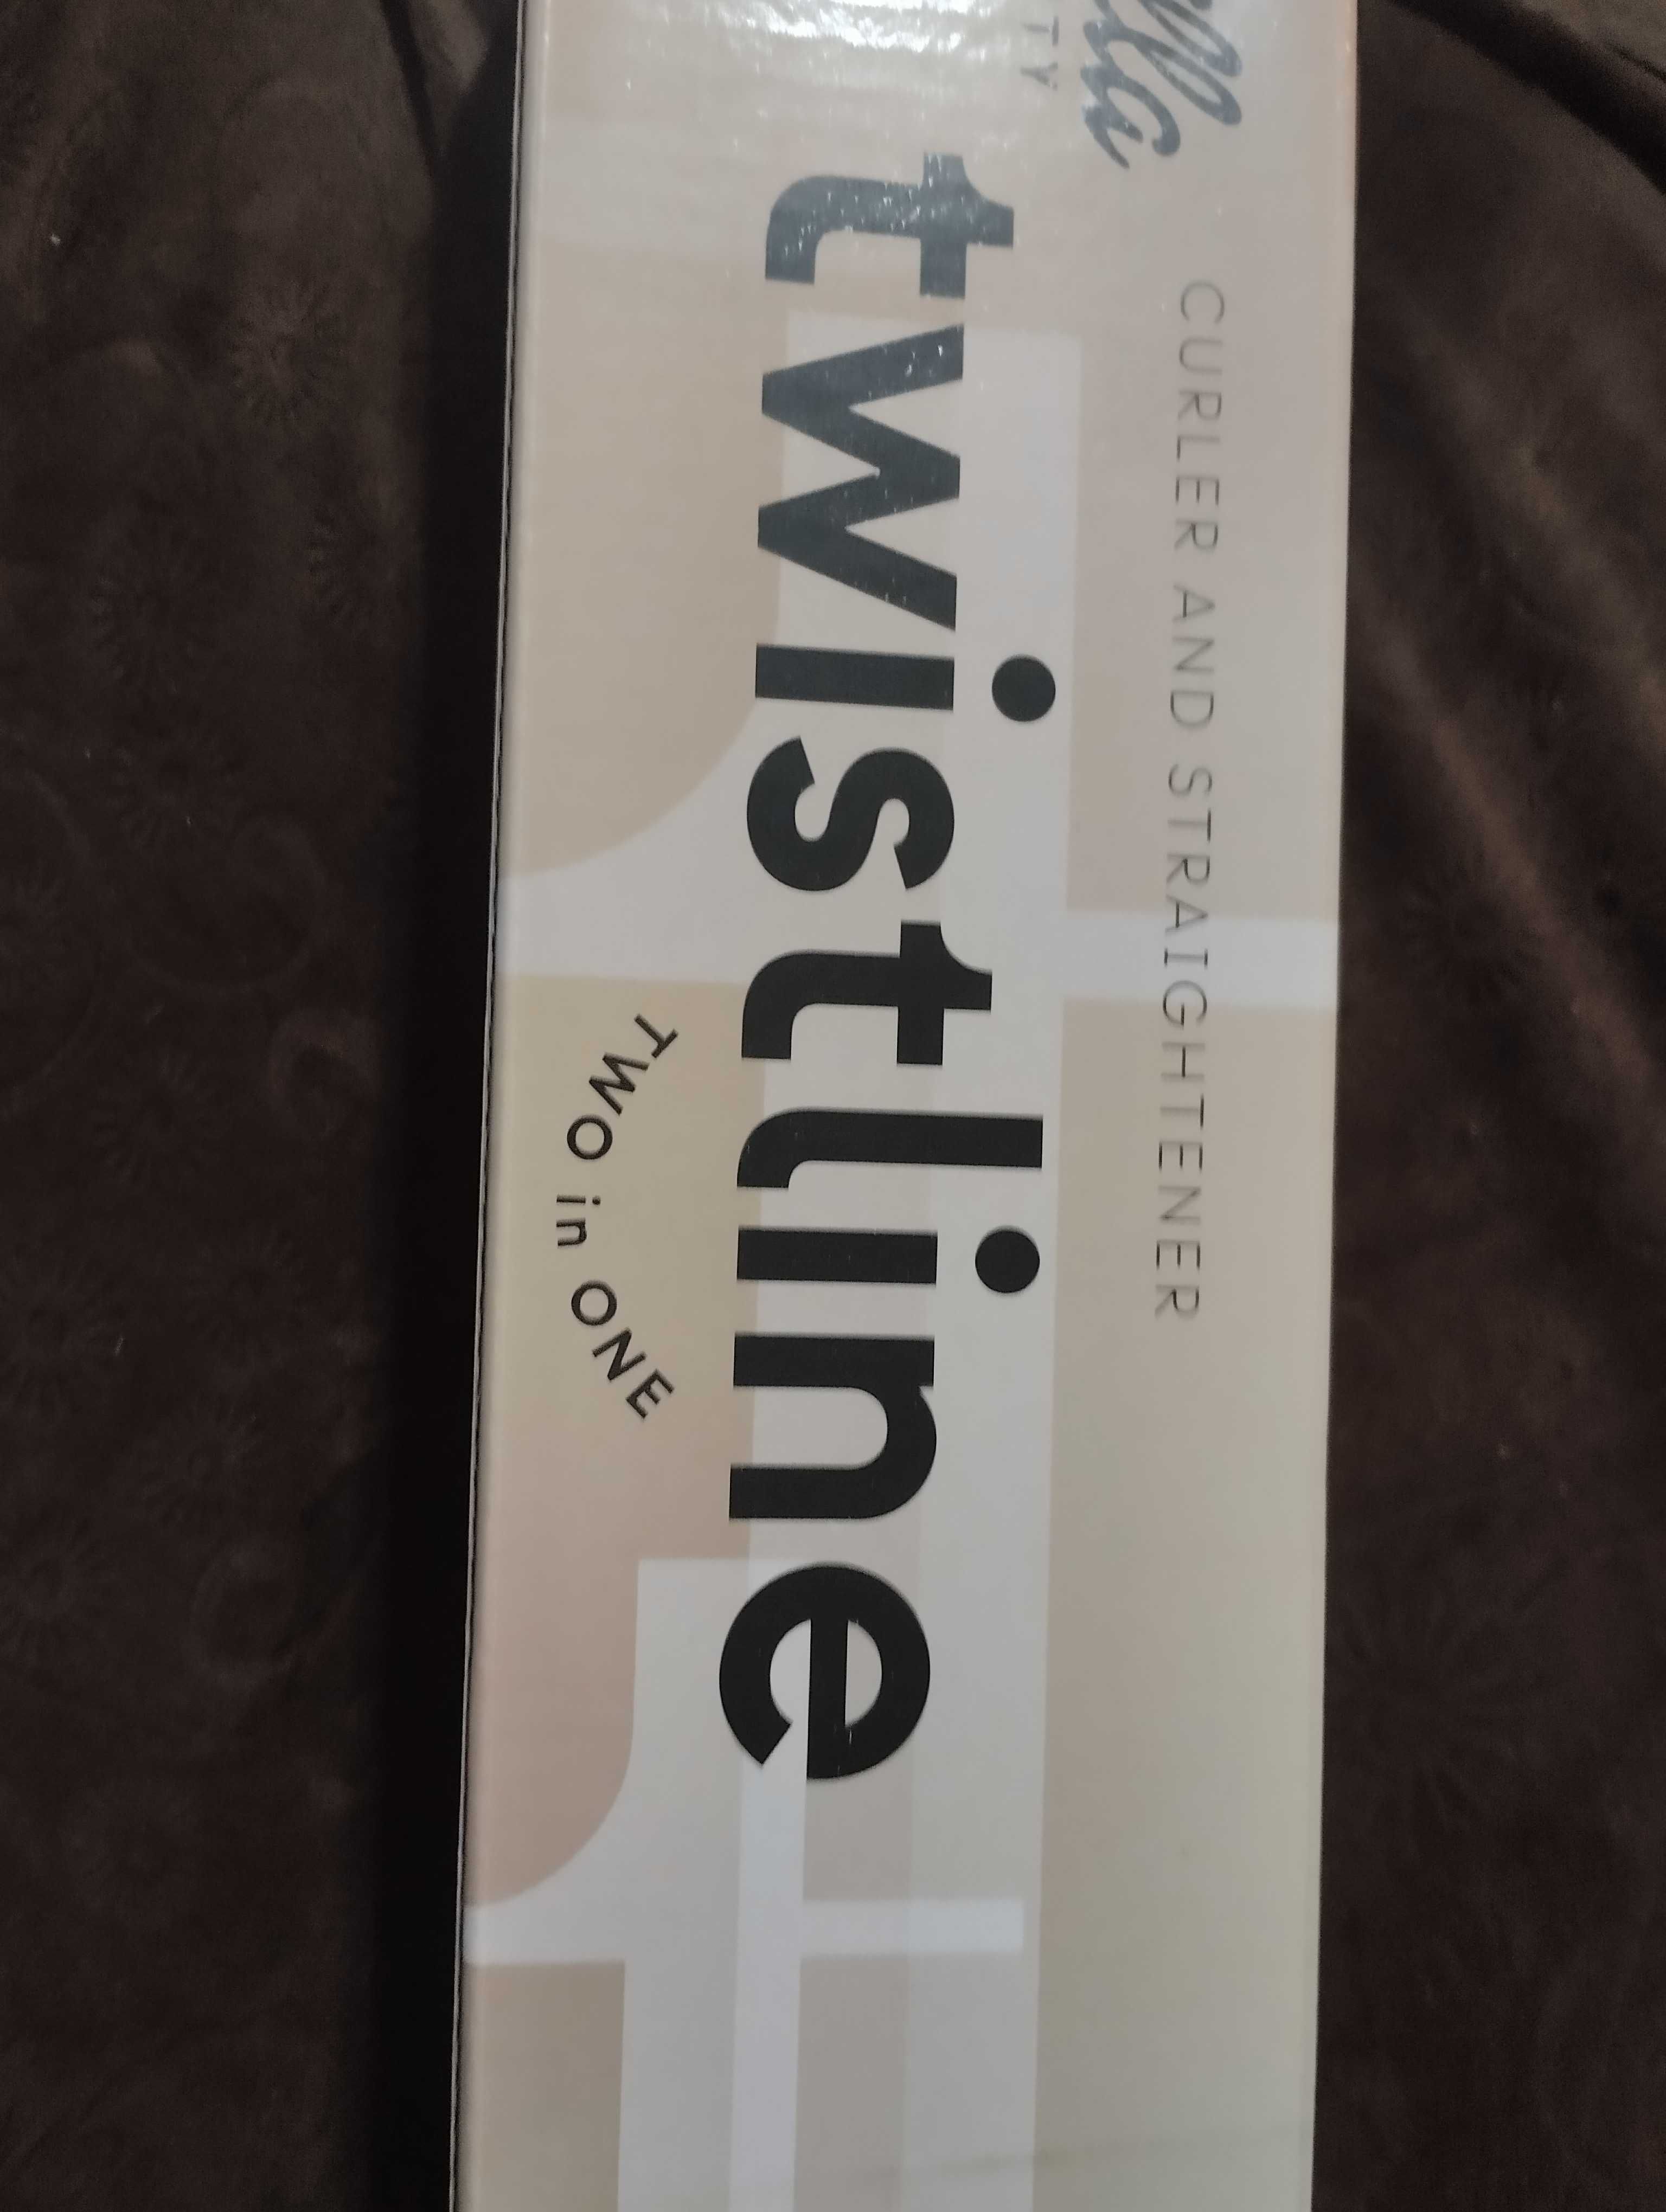 CURLER AND STRAIGHTENER
twistline
TWO in ONE